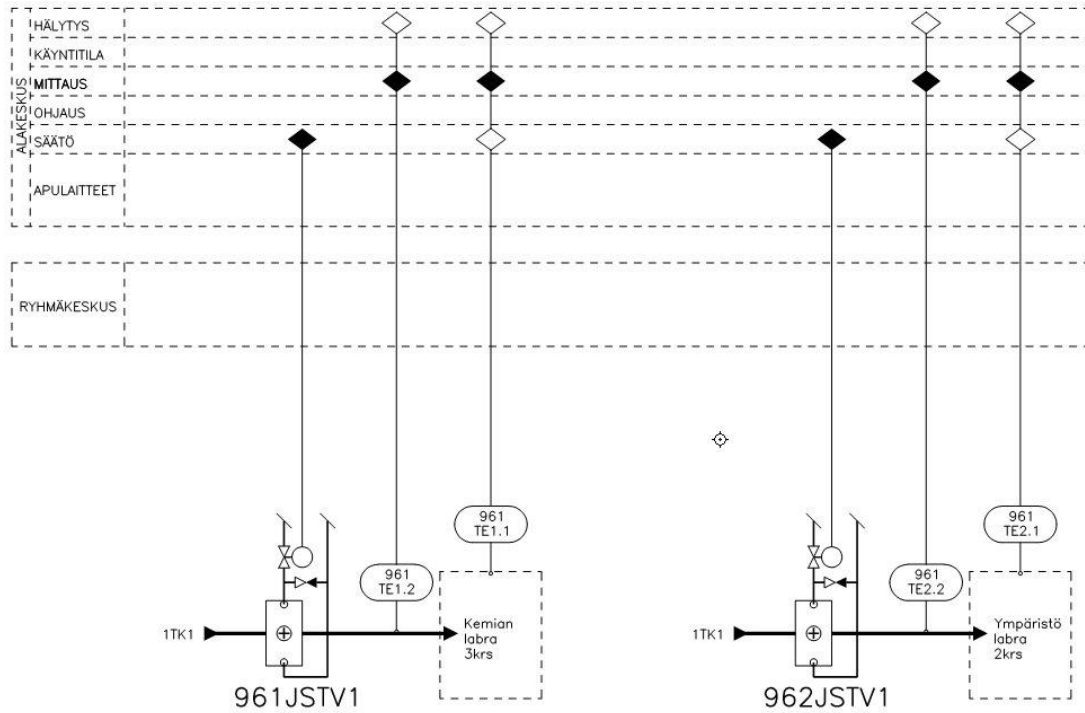 ALAKESKUS
HÄLYTYS
KÄYNTITILA
MITTAUS
OHJAUS
SÄÄTÖ
APULAITTEET
RYHMÄKESKUS
961
TE1.1
961
TE1.2
1TK1
Kemian
labra
3krs
961JSTV1
961
TE2.1
961
TE2.2
1TK1
Ympäristö
labra
2krs
962JSTV1